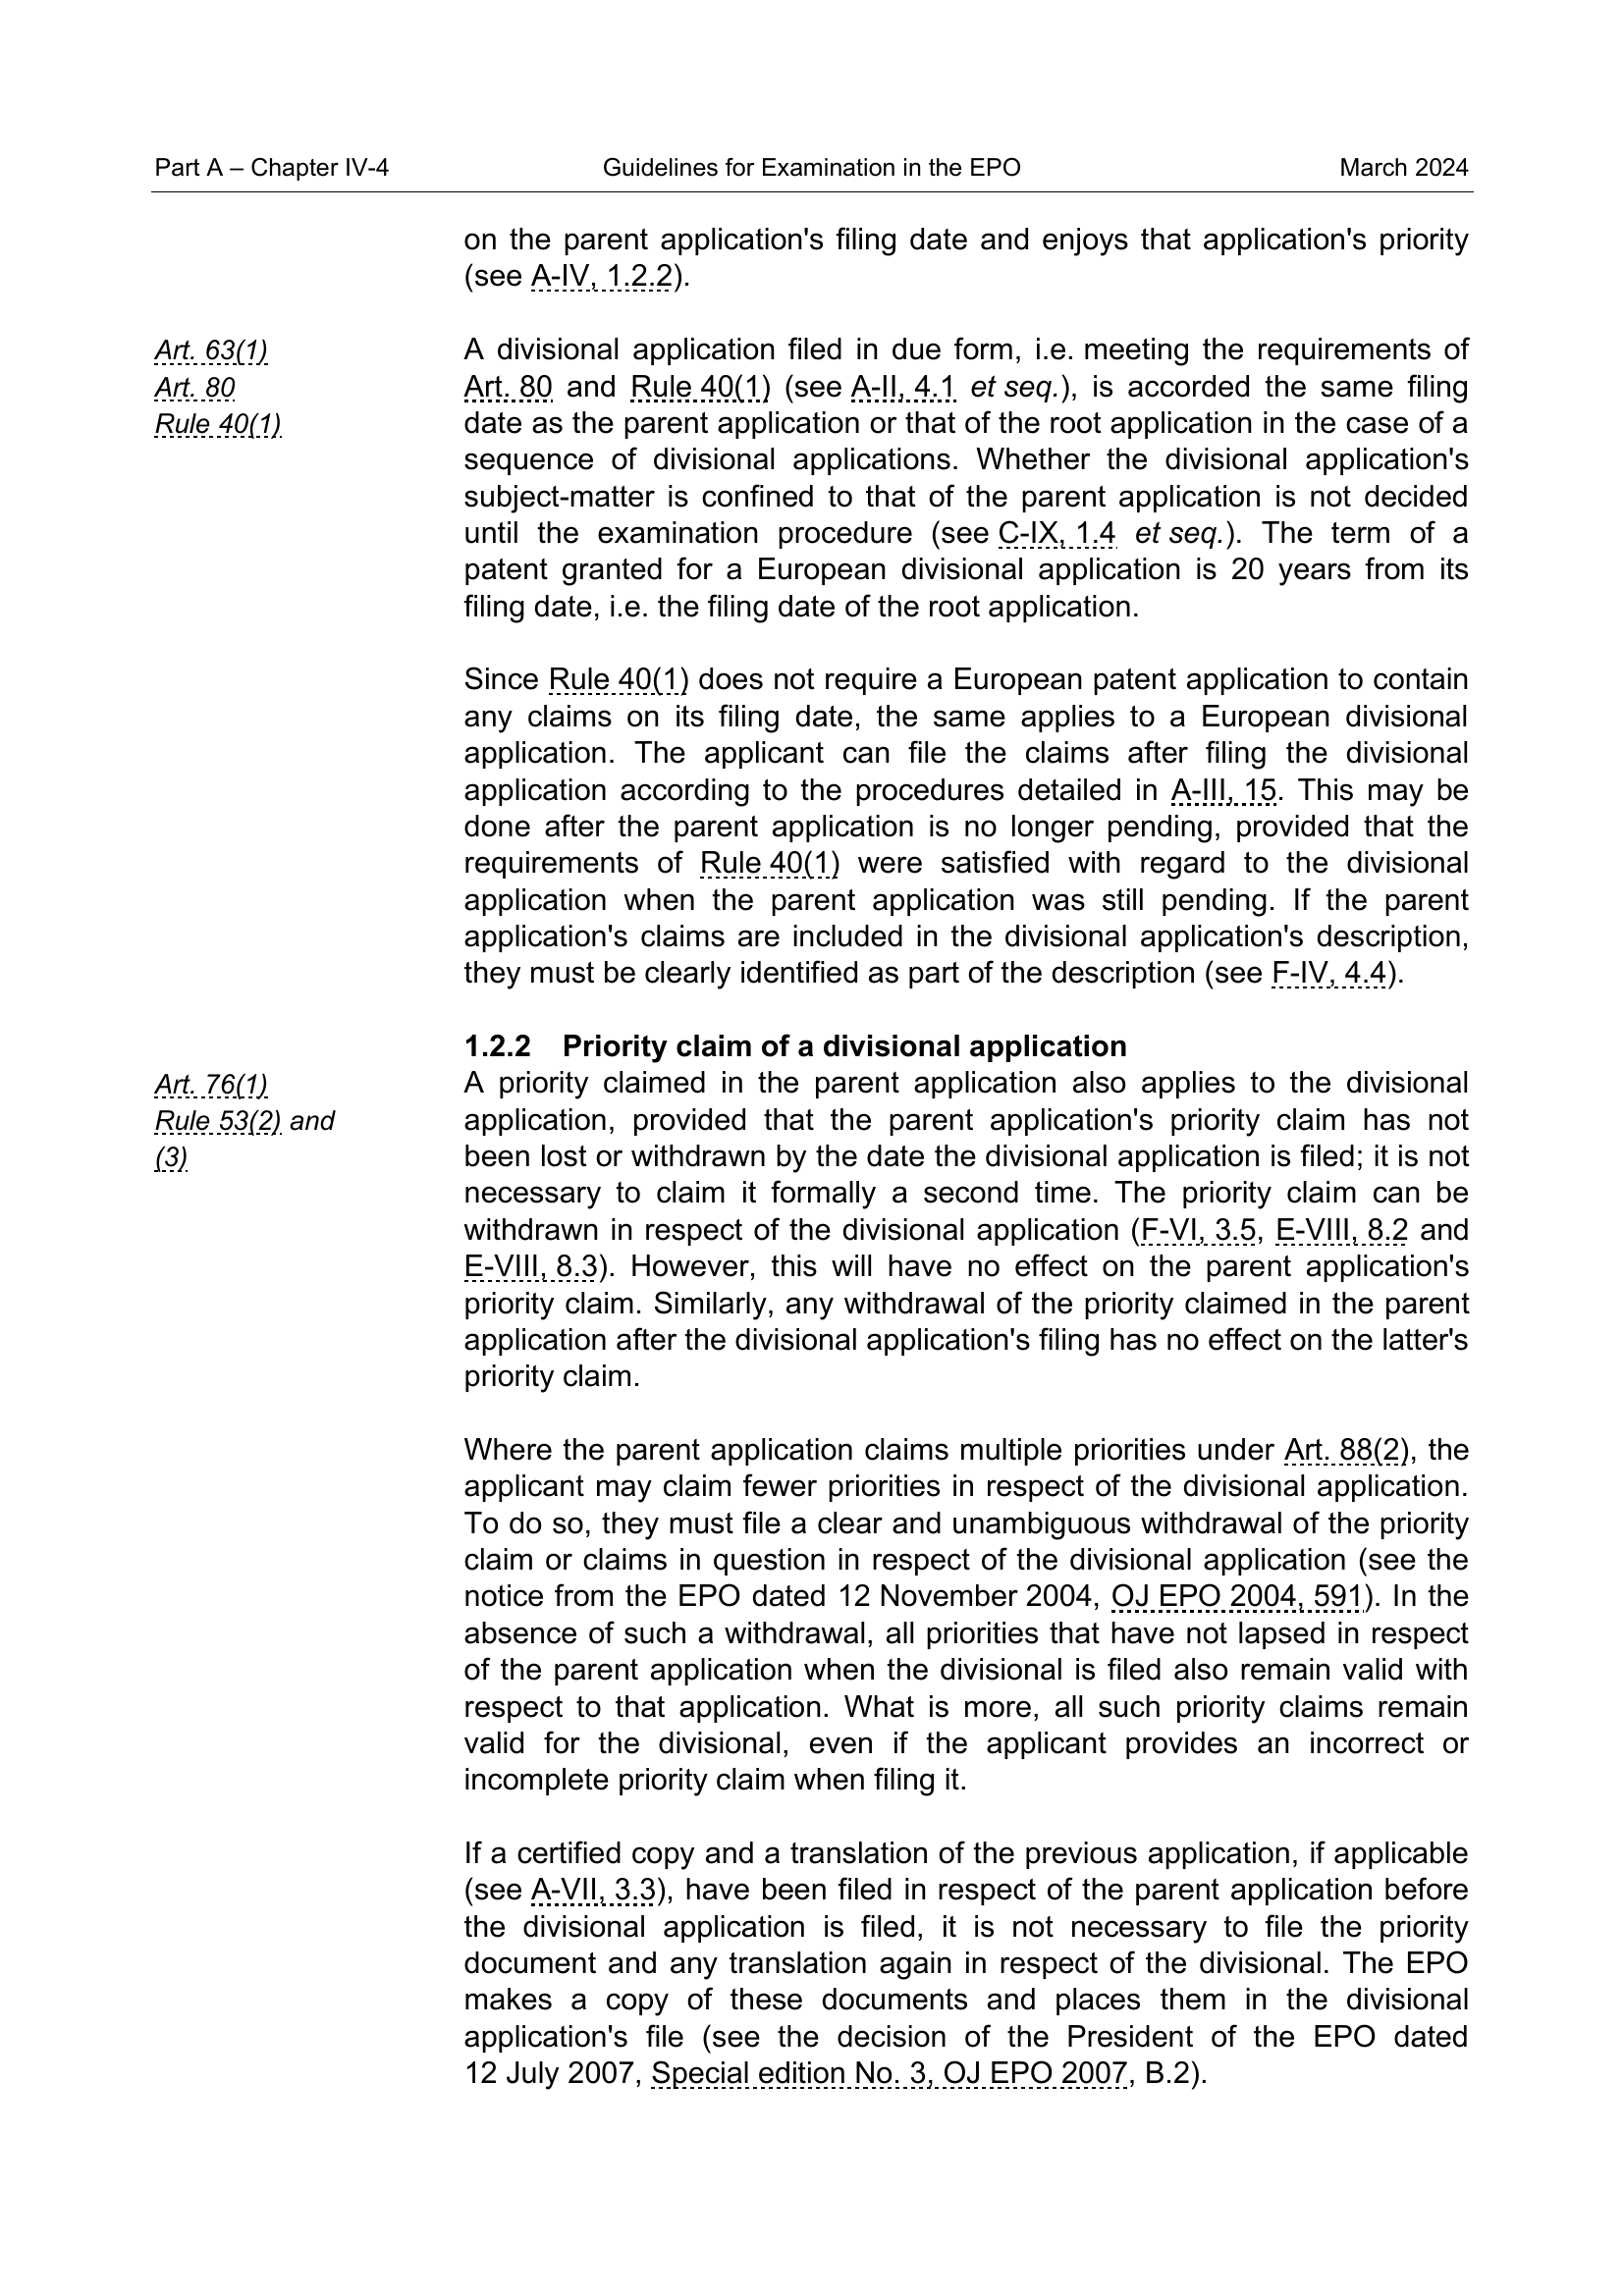 Part A – Chapter IV-4 Guidelines for Examination in the EPO March 2024
on the parent application's filing date and enjoys that application's priority
(see A-IV, 1.2.2).
Art. 63(1)
Art. 80
Rule 40(1)
A divisional application filed in due form, i.e. meeting the requirements of
Art. 80 and Rule 40(1) (see A-II, 4.1 et seq.), is accorded the same filing
date as the parent application or that of the root application in the case of a
sequence of divisional applications. Whether the divisional application's
subject-matter is confined to that of the parent application is not decided
until the examination procedure (see C-IX, 1.4 et seq.). The term of a
patent granted for a European divisional application is 20 years from its
filing date, i.e. the filing date of the root application.
Since Rule 40(1) does not require a European patent application to contain
any claims on its filing date, the same applies to a European divisional
application. The applicant can file the claims after filing the divisional
application according to the procedures detailed in A-III, 15. This may be
done after the parent application is no longer pending, provided that the
requirements of Rule 40(1) were satisfied with regard to the divisional
application when the parent application was still pending. If the parent
application's claims are included in the divisional application's description,
they must be clearly identified as part of the description (see F-IV, 4.4).
1.2.2 Priority claim of a divisional application
Art. 76(1)
Rule 53(2) and
(3)
A priority claimed in the parent application also applies to the divisional
application, provided that the parent application's priority claim has not
been lost or withdrawn by the date the divisional application is filed; it is not
necessary to claim it formally a second time. The priority claim can be
withdrawn in respect of the divisional application (F-VI, 3.5, E-VIII, 8.2 and
E-VIII, 8.3). However, this will have no effect on the parent application's
priority claim. Similarly, any withdrawal of the priority claimed in the parent
application after the divisional application's filing has no effect on the latter's
priority claim.
Where the parent application claims multiple priorities under Art. 88(2), the
applicant may claim fewer priorities in respect of the divisional application.
To do so, they must file a clear and unambiguous withdrawal of the priority
claim or claims in question in respect of the divisional application (see the
notice from the EPO dated 12 November 2004, OJ EPO 2004, 591). In the
absence of such a withdrawal, all priorities that have not lapsed in respect
of the parent application when the divisional is filed also remain valid with
respect to that application. What is more, all such priority claims remain
valid for the divisional, even if the applicant provides an incorrect or
incomplete priority claim when filing it.
If a certified copy and a translation of the previous application, if applicable
(see A-VII, 3.3), have been filed in respect of the parent application before
the divisional application is filed, it is not necessary to file the priority
document and any translation again in respect of the divisional. The EPO
makes a copy of these documents and places them in the divisional
application's file (see the decision of the President of the EPO dated
12 July 2007, Special edition No. 3, OJ EPO 2007, B.2).